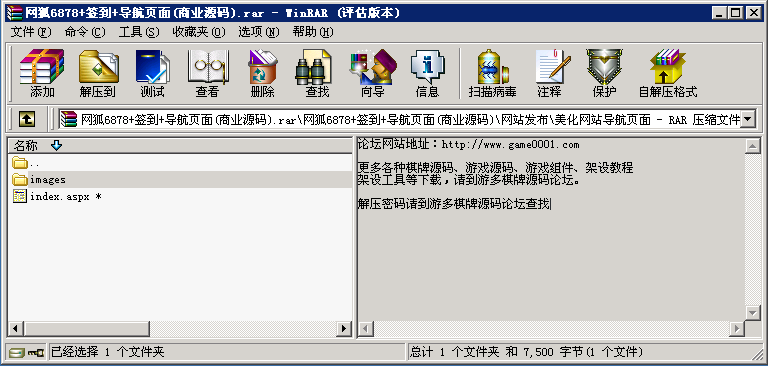 网狐6878+签到+导航页面(商业源码).rar - WinRAR (评估版本)
文件(F) 命令(C) 工具(S) 收藏夹(O) 选项(N) 帮助(H)
添加 解压到 测试 查看 删除 查找 向导 信息 扫描病毒 注释 保护 自解压格式
网狐6878+签到+导航页面(商业源码).rar\网狐6878+签到+导航页面(商业源码)\网站发布\美化网站导航页面 - RAR 压缩文件
名称
..
images
index.aspx *
论坛网站地址：http://www.game0001.com
更多各种棋牌源码、游戏源码、游戏组件、架设教程
架设工具等下载，请到游多棋牌源码论坛。
解压密码请到游多棋牌源码论坛查找
已经选择 1 个文件夹
总计 1 个文件夹 和 7,500 字节(1 个文件)